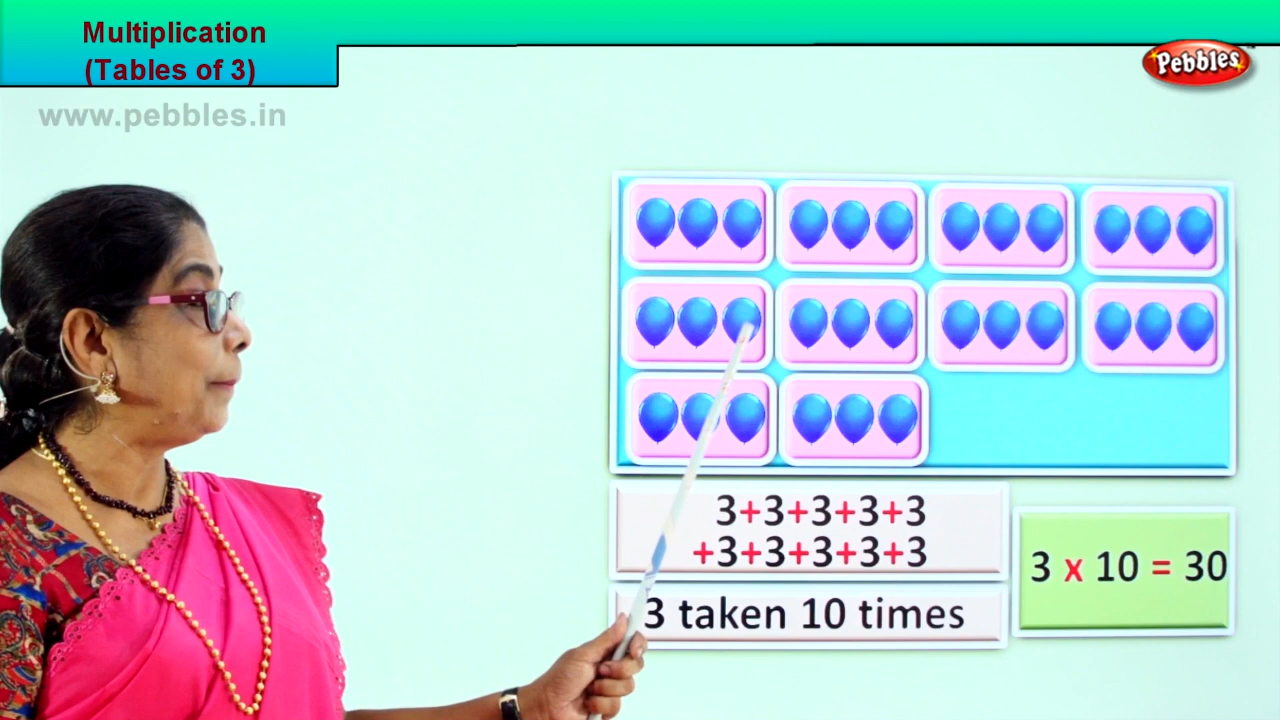 Multiplication
(Tables of 3)
Pebbles
www.pebbles.in
3+3+3+3+3
+3+3+3+3+3
3 x 10 = 30
3 taken 10 times